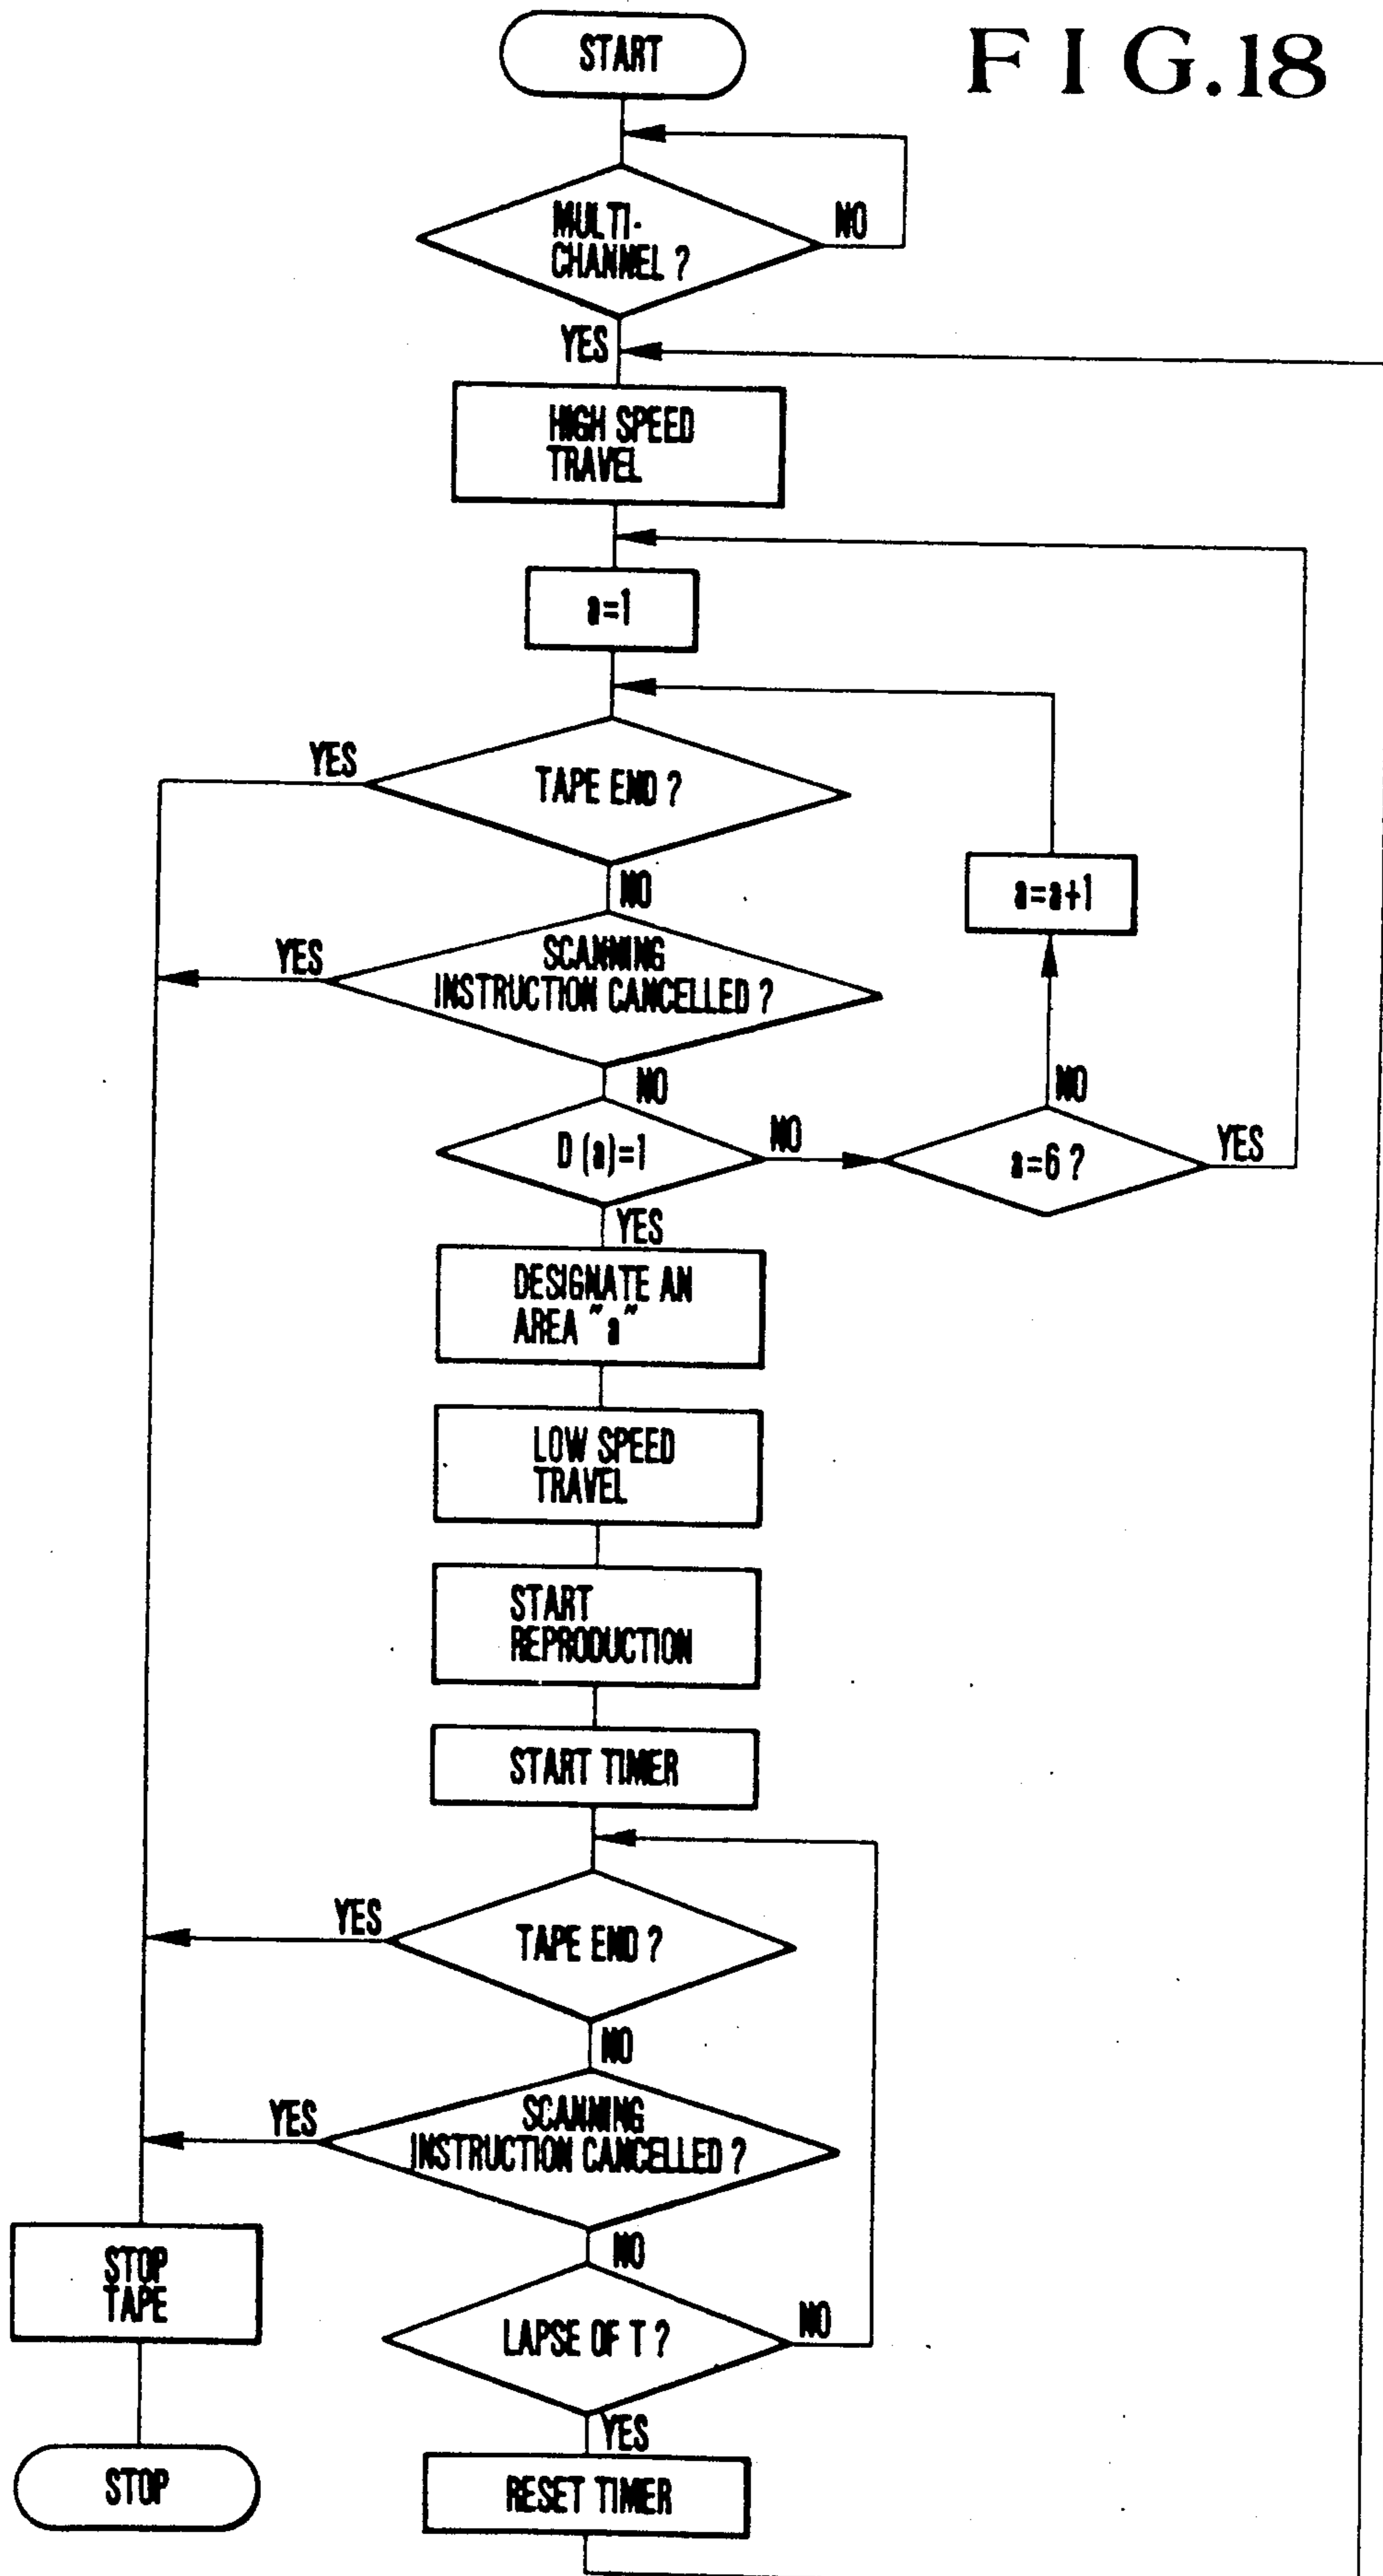 START
F I G.18
MULTI-
CHANNEL ?
NO
YES
HIGH SPEED
TRAVEL
a=1
YES
TAPE END ?
NO
a=a+1
YES
SCANNING
INSTRUCTION CANCELLED ?
NO
NO
D (a)=1
NO
a=6 ?
YES
YES
DESIGNATE AN
AREA "a"
LOW SPEED
TRAVEL
START
REPRODUCTION
START TIMER
YES
TAPE END ?
NO
YES
SCANNING
INSTRUCTION CANCELLED ?
NO
STOP
TAPE
LAPSE OF T ?
NO
YES
STOP
RESET TIMER